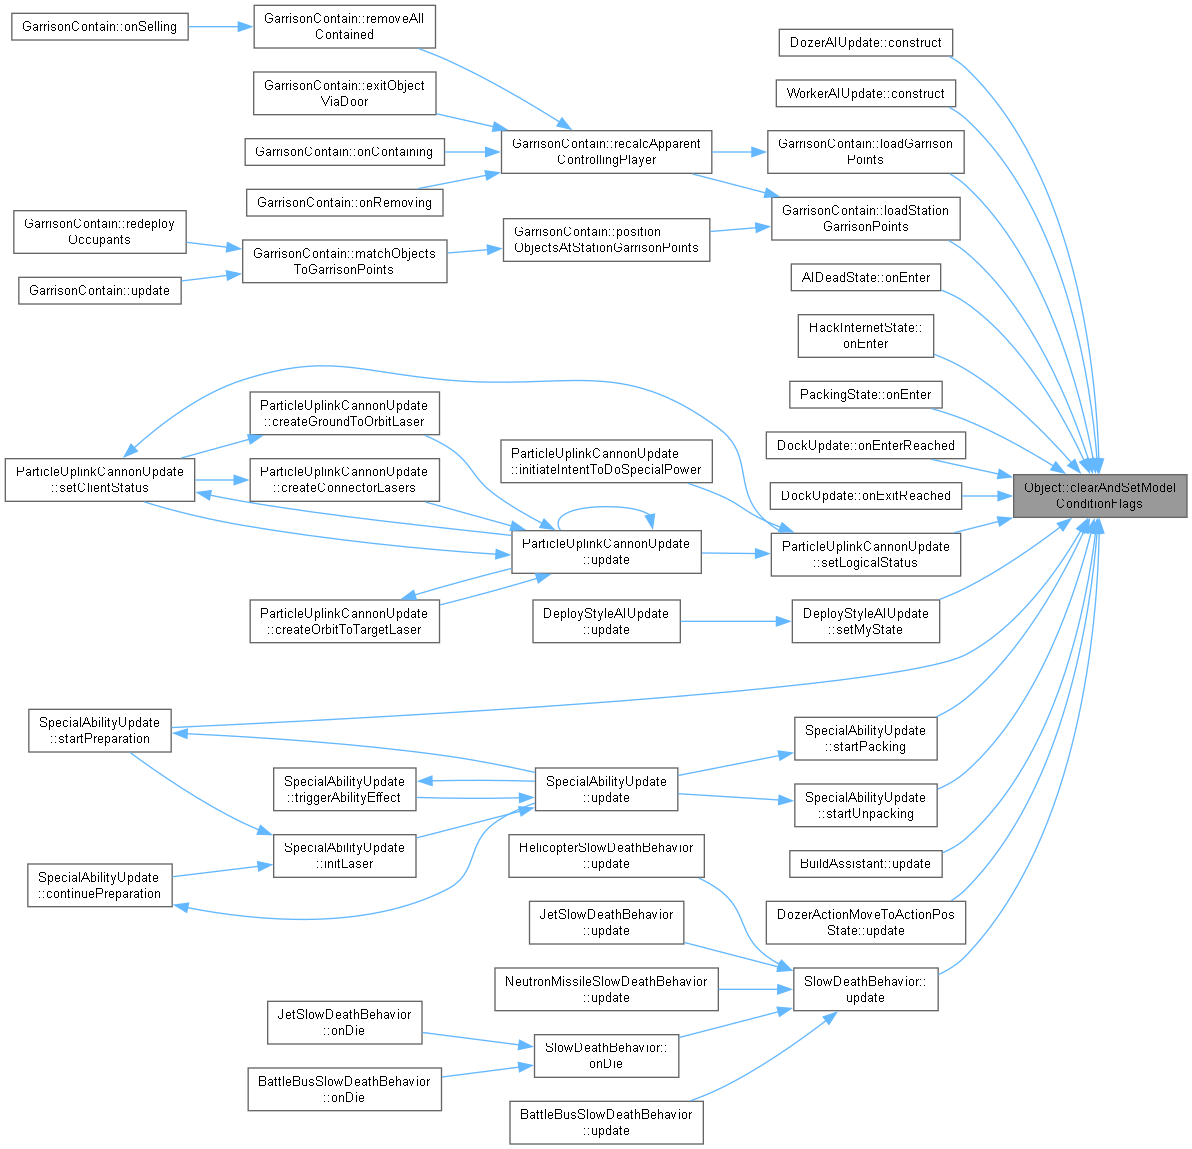 GarrisonContain::onSelling
GarrisonContain::removeAll
Contained
GarrisonContain::exitObject
ViaDoor
GarrisonContain::onContaining
GarrisonContain::onRemoving
GarrisonContain::recalcApparent
ControllingPlayer
GarrisonContain::redeploy
Occupants
GarrisonContain::update
GarrisonContain::matchObjects
ToGarrisonPoints
GarrisonContain::position
ObjectsAtStationGarrisonPoints
DozerAIUpdate::construct
WorkerAIUpdate::construct
GarrisonContain::loadGarrison
Points
GarrisonContain::loadStation
GarrisonPoints
AIDeadState::onEnter
HackInternetState::
onEnter
PackingState::onEnter
DockUpdate::onEnterReached
DockUpdate::onExitReached
Object::clearAndSetModel
ConditionFlags
ParticleUplinkCannonUpdate
::setClientStatus
ParticleUplinkCannonUpdate
::createGroundToOrbitLaser
ParticleUplinkCannonUpdate
::createConnectorLasers
ParticleUplinkCannonUpdate
::createOrbitToTargetLaser
ParticleUplinkCannonUpdate
::initiateIntentToDoSpecialPower
ParticleUplinkCannonUpdate
::update
ParticleUplinkCannonUpdate
::setLogicalStatus
DeployStyleAIUpdate
::update
DeployStyleAIUpdate
::setMyState
SpecialAbilityUpdate
::startPreparation
SpecialAbilityUpdate
::triggerAbilityEffect
SpecialAbilityUpdate
::initLaser
SpecialAbilityUpdate
::continuePreparation
SpecialAbilityUpdate
::update
SpecialAbilityUpdate
::startPacking
SpecialAbilityUpdate
::startUnpacking
BuildAssistant::update
DozerActionMoveToActionPos
State::update
HelicopterSlowDeathBehavior
::update
JetSlowDeathBehavior
::update
NeutronMissileSlowDeathBehavior
::update
SlowDeathBehavior::
update
JetSlowDeathBehavior
::onDie
BattleBusSlowDeathBehavior
::onDie
SlowDeathBehavior::
onDie
BattleBusSlowDeathBehavior
::update